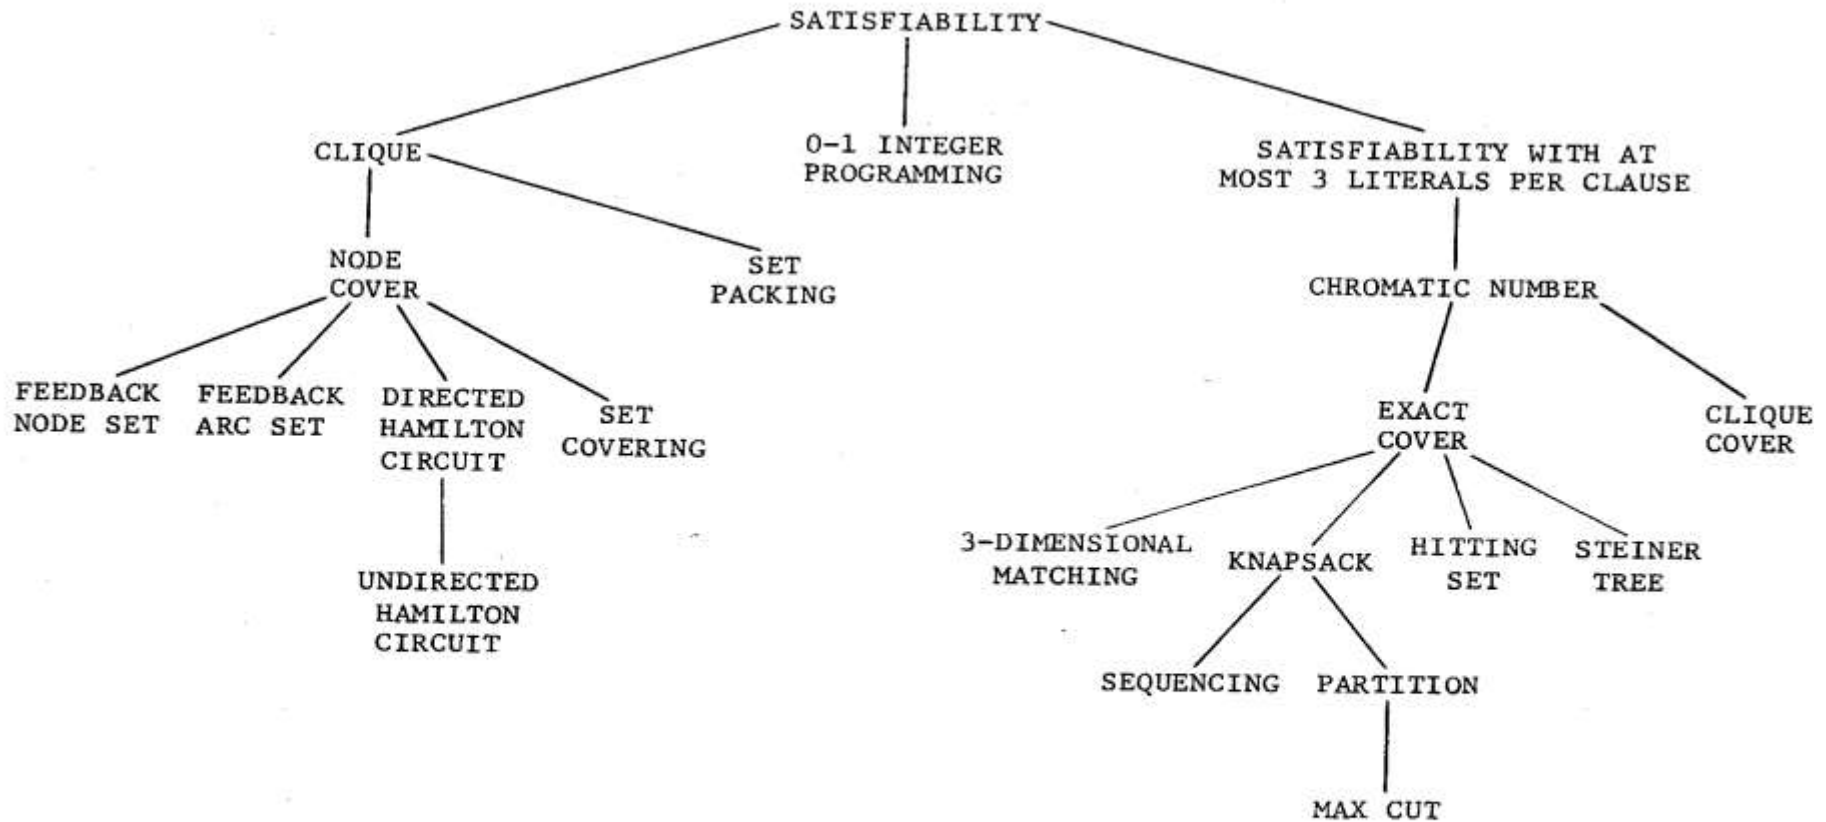 SATISFIABILITY
CLIQUE
0-1 INTEGER
PROGRAMMING
SATISFIABILITY WITH AT
MOST 3 LITERALS PER CLAUSE
NODE
COVER
SET
PACKING
CHROMATIC NUMBER
FEEDBACK
NODE SET
FEEDBACK
ARC SET
DIRECTED
HAMILTON
CIRCUIT
SET
COVERING
EXACT
COVER
CLIQUE
COVER
UNDIRECTED
HAMILTON
CIRCUIT
3-DIMENSIONAL
MATCHING
KNAPSACK
HITTING
SET
STEINER
TREE
SEQUENCING
PARTITION
MAX CUT